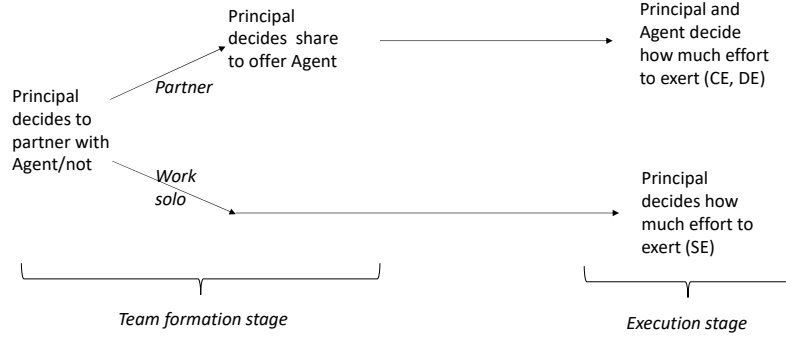 Principal
decides to
partner with
Agent/not
Partner
Work
solo
Principal
decides share
to offer Agent
Principal and
Agent decide
how much effort
to exert (CE, DE)
Principal
decides how
much effort to
exert (SE)
Team formation stage
Execution stage